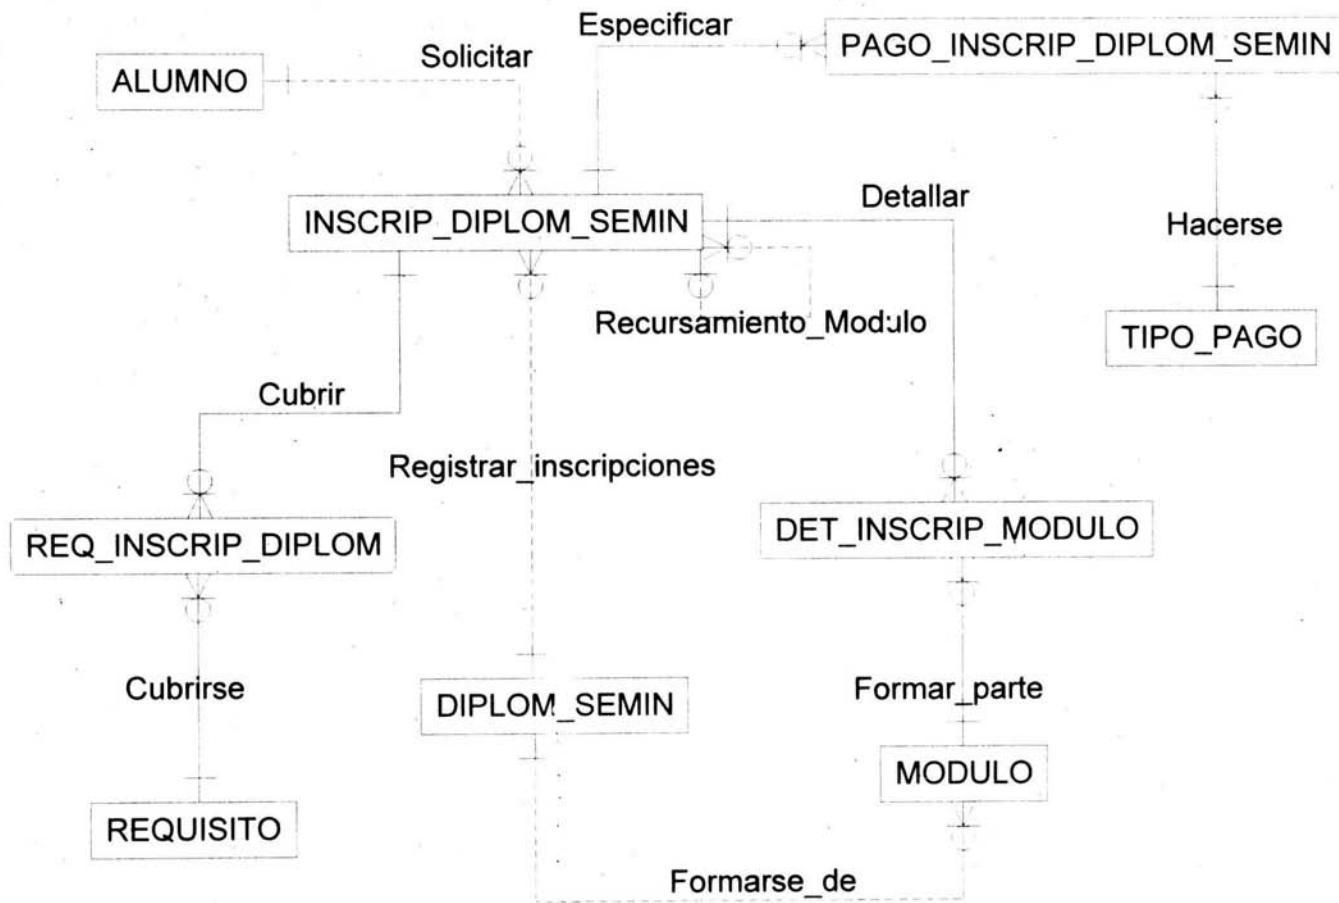 Especificar
PAGO_INSCRIP_DIPLOM_SEMIN
Solicitar
ALUMNO
INSCRIP_DIPLOM_SEMIN
Detallar
Hacerse
Recursamiento_Modulo
TIPO_PAGO
Cubrir
Registrar_inscripciones
REQ_INSCRIP_DIPLOM
DET_INSCRIP_MODULO
Cubrirse
DIPLOM_SEMIN
Formar_parte
MODULO
REQUISITO
Formarse_de